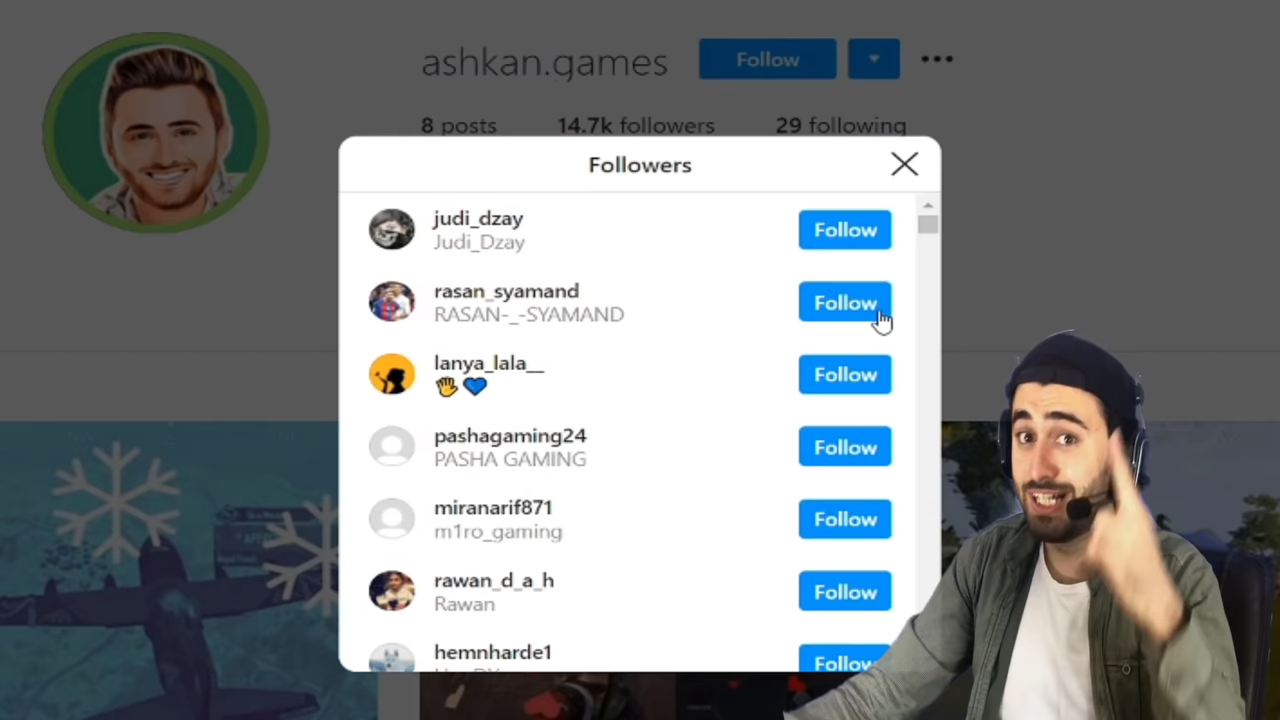 ashkan.games
Follow
8 posts
14.7k followers
29 following
Followers
judi_dzay
Judi_Dzay
Follow
rasan_syamand
RASAN-_-SYAMAND
Follow
lanya_lala__
🖐💙
Follow
pashagaming24
PASHA GAMING
Follow
miranarif871
m1ro_gaming
Follow
rawan_d_a_h
Rawan
Follow
hemnharde1
Follow